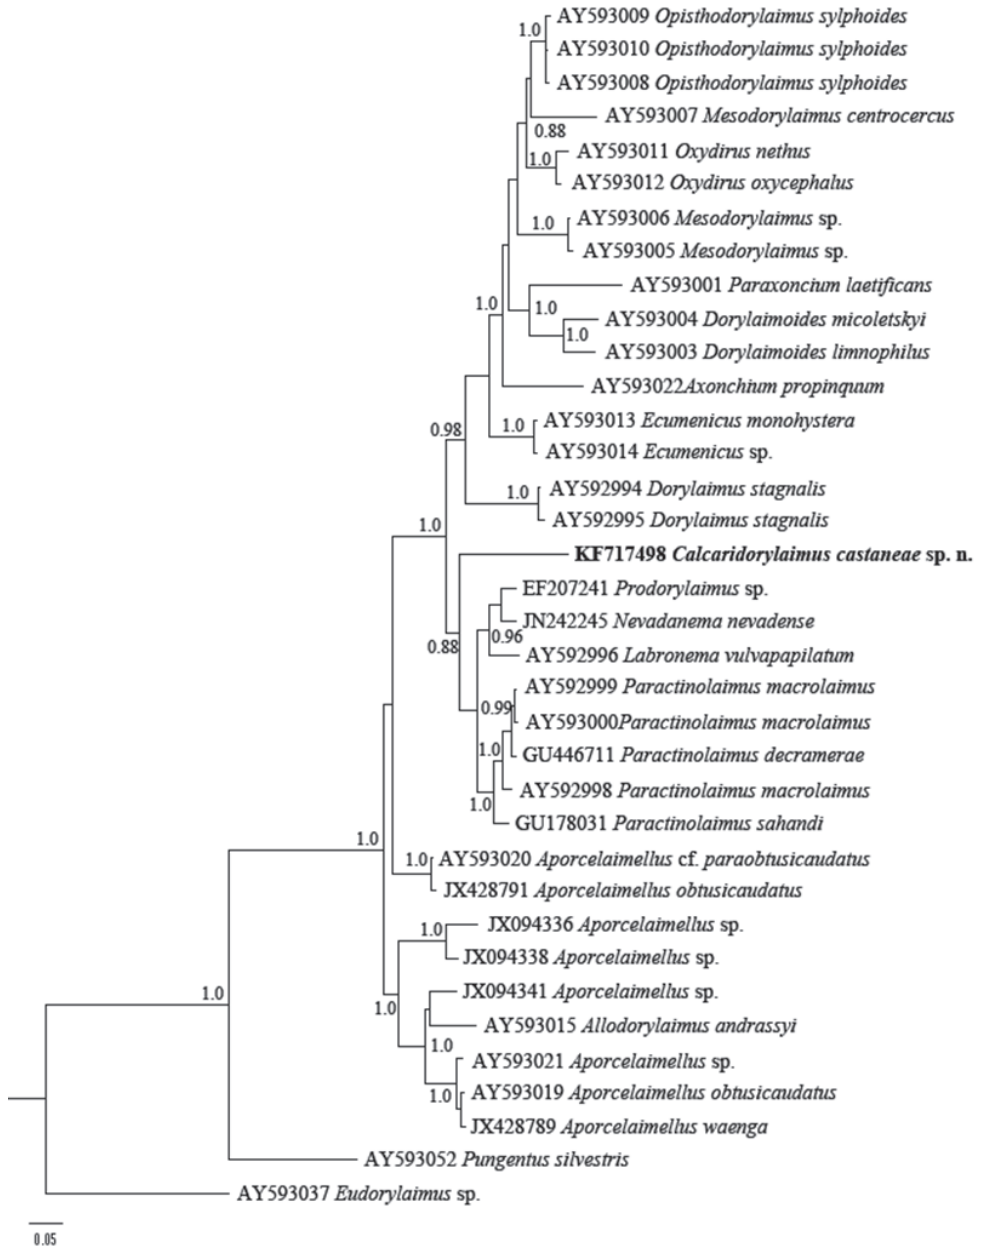 AY593009 Opisthodorylaimus sylphoides
1.0
AY593010 Opisthodorylaimus sylphoides
AY593008 Opisthodorylaimus sylphoides
AY593007 Mesodorylaimus centrocercus
0.88
AY593011 Oxydirus nethus
1.0
AY593012 Oxydirus oxycephalus
AY593006 Mesodorylaimus sp.
1.0
AY593005 Mesodorylaimus sp.
AY593001 Paraxoncium laetificans
1.0
1.0
AY593004 Dorylaimoides micoletskyi
1.0
AY593003 Dorylaimoides limnophilus
AY593022Axonchium propinquum
AY593013 Ecumenicus monohystera
1.0
0.98
AY593014 Ecumenicus sp.
AY592994 Dorylaimus stagnalis
1.0
AY592995 Dorylaimus stagnalis
1.0
KF717498 Calcaridorylaimus castaneae sp. n.
EF207241 Prodorylaimus sp.
JN242245 Nevadanema nevadense
0.96
0.88
AY592996 Labronema vulvapapilatum
AY592999 Paractinolaimus macrolaimus
0.99
AY593000Paractinolaimus macrolaimus
1.0
GU446711 Paractinolaimus decramerae
AY592998 Paractinolaimus macrolaimus
1.0
GU178031 Paractinolaimus sahandi
1.0
1.0
AY593020 Aporcelaimellus cf. paraobtusicaudatus
JX428791 Aporcelaimellus obtusicaudatus
JX094336 Aporcelaimellus sp.
1.0
JX094338 Aporcelaimellus sp.
JX094341 Aporcelaimellus sp.
1.0
1.0
AY593015 Allodorylaimus andrassyi
1.0
AY593021 Aporcelaimellus sp.
AY593019 Aporcelaimellus obtusicaudatus
1.0
JX428789 Aporcelaimellus waenga
AY593052 Pungentus silvestris
AY593037 Eudorylaimus sp.
0.05